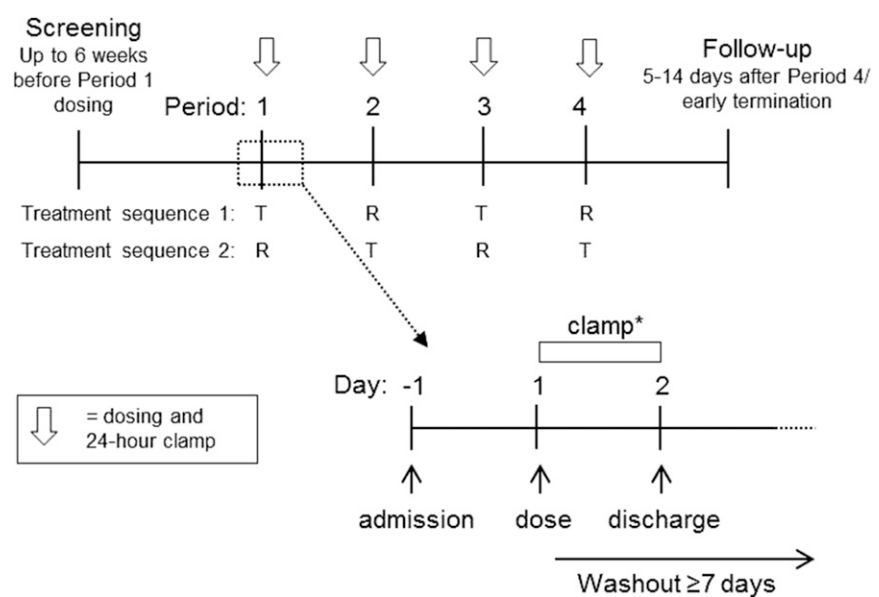 Screening
Up to 6 weeks
before Period 1
dosing
Follow-up
5-14 days after Period 4/
early termination
Period: 1 2 3 4
Treatment sequence 1: T R T R
Treatment sequence 2: R T R T
clamp*
Day: -1 1 2
= dosing and
24-hour clamp
admission dose discharge
Washout ≥7 days